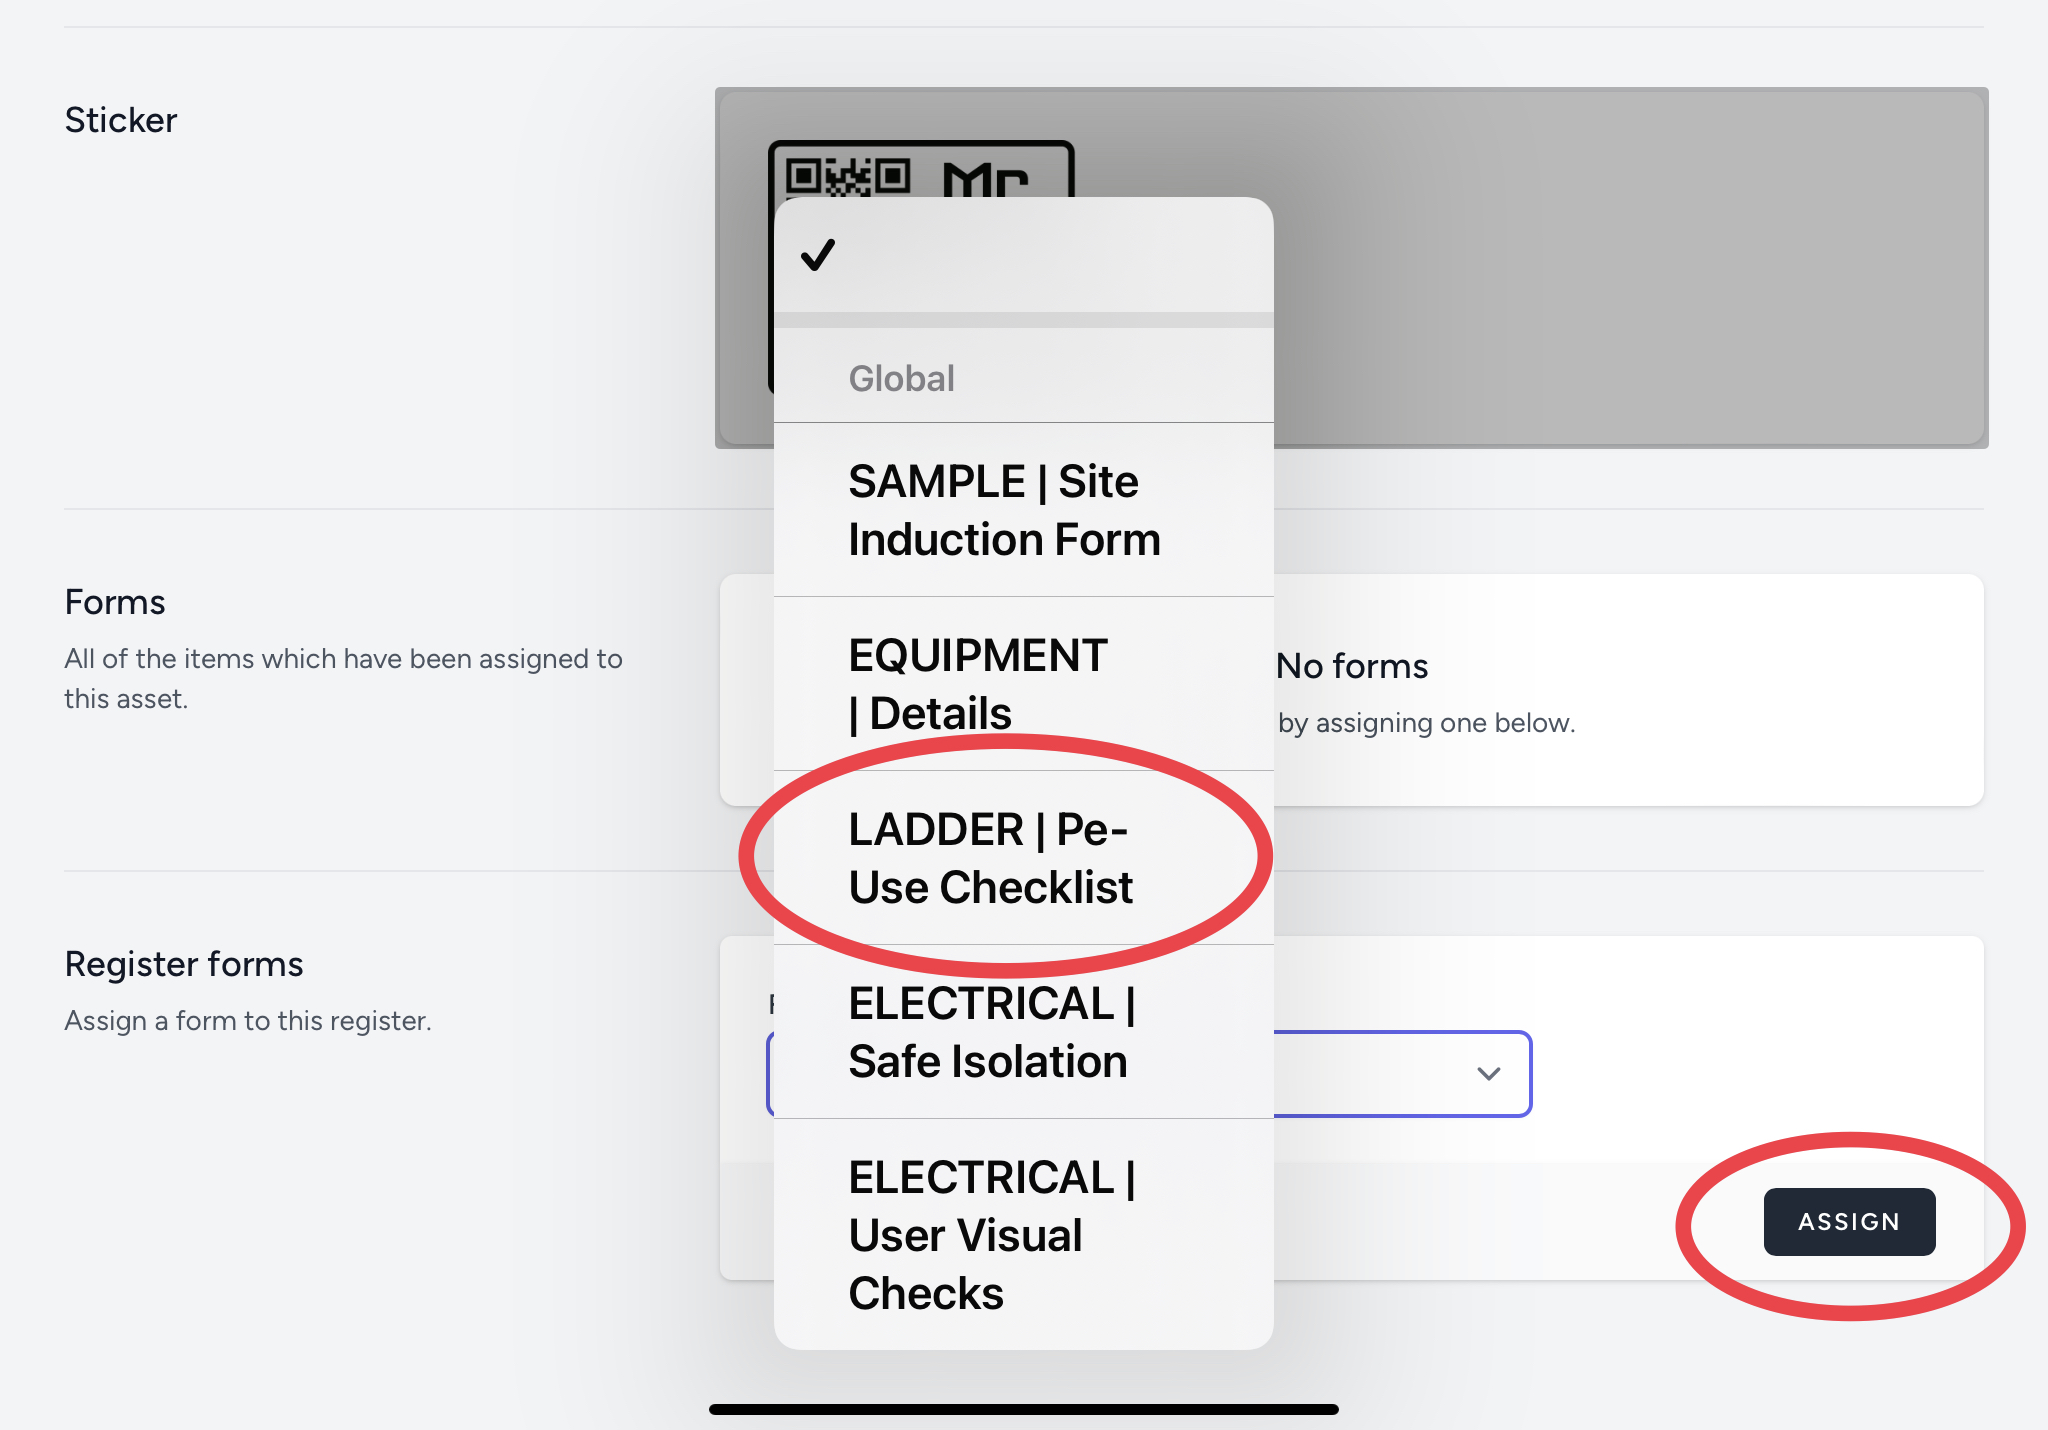 Sticker
Mr
Global
SAMPLE | Site
Induction Form
EQUIPMENT
| Details
LADDER | Pe-
Use Checklist
ELECTRICAL |
Safe Isolation
ELECTRICAL |
User Visual
Checks
Forms
All of the items which have been assigned to
this asset.
No forms
by assigning one below.
Register forms
Assign a form to this register.
ASSIGN